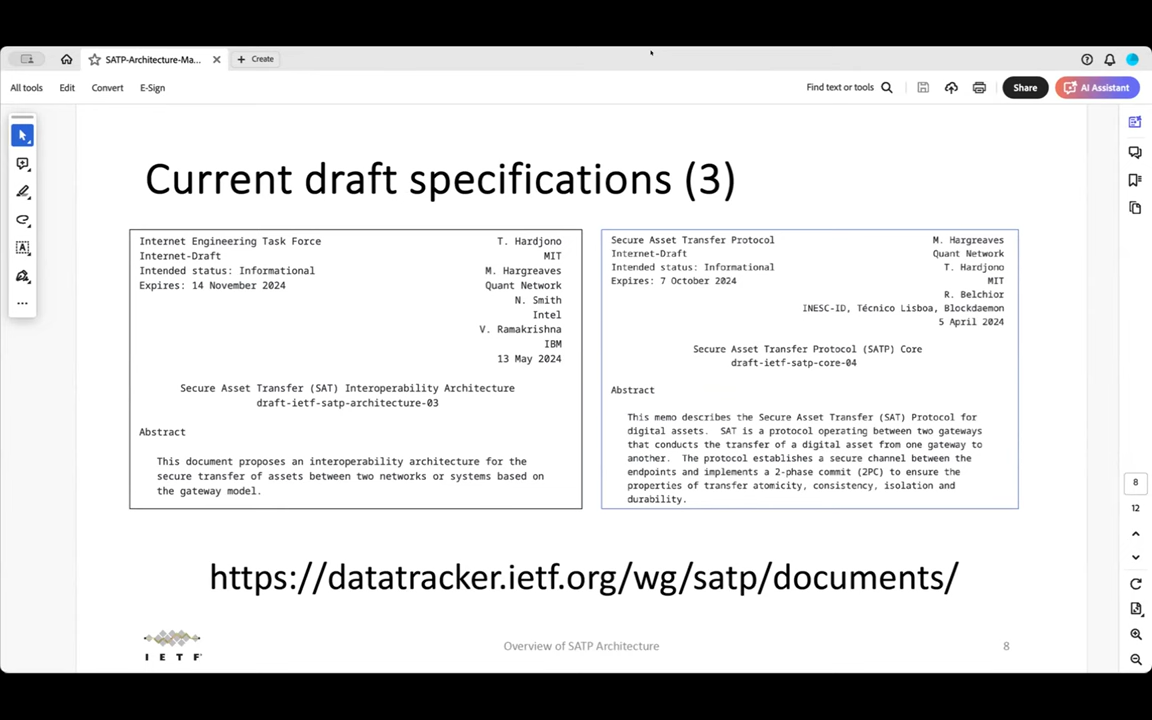 SATP-Architecture-Ma...
Create
All tools
Edit
Convert
E-Sign
Find text or tools
Share
AI Assistant
Current draft specifications (3)
Internet Engineering Task Force T. Hardjono
Internet-Draft MIT
Intended status: Informational M. Hargreaves
Expires: 14 November 2024 Quant Network
N. Smith
Intel
V. Ramakrishna
IBM
13 May 2024
Secure Asset Transfer (SAT) Interoperability Architecture
draft-ietf-satp-architecture-03
Abstract
This document proposes an interoperability architecture for the
secure transfer of assets between two networks or systems based on
the gateway model.
Secure Asset Transfer Protocol M. Hargreaves
Internet-Draft Quant Network
Intended status: Informational T. Hardjono
Expires: 7 October 2024 MIT
R. Belchior
INESC-ID, Técnico Lisboa, Blockdaemon
5 April 2024
Secure Asset Transfer Protocol (SATP) Core
draft-ietf-satp-core-04
Abstract
This memo describes the Secure Asset Transfer (SAT) Protocol for
digital assets. SAT is a protocol operating between two gateways
that conducts the transfer of a digital asset from one gateway to
another. The protocol establishes a secure channel between the
endpoints and implements a 2-phase commit (2PC) to ensure the
properties of transfer atomicity, consistency, isolation and
durability.
https://datatracker.ietf.org/wg/satp/documents/
I E T F
Overview of SATP Architecture
8
8
12